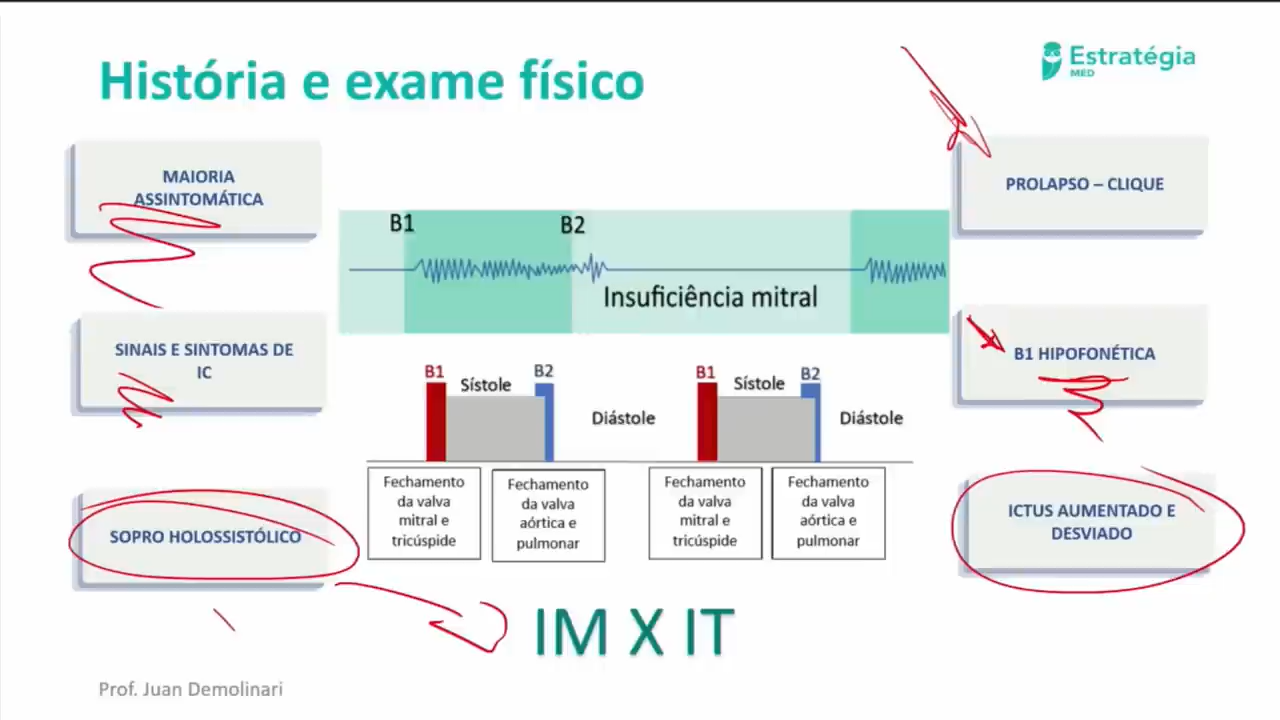 História e exame físico
Estratégia
MED
MAIORIA
ASSINTOMÁTICA
SINAIS E SINTOMAS DE
IC
SOPRO HOLOSSISTÓLICO
B1
B2
Insuficiência mitral
B1
Sístole
B2
Diástole
B1
Sístole
B2
Diástole
Fechamento
da valva
mitral e
tricúspide
Fechamento
da valva
aórtica e
pulmonar
Fechamento
da valva
mitral e
tricúspide
Fechamento
da valva
aórtica e
pulmonar
IM X IT
PROLAPSO – CLIQUE
B1 HIPOFONÉTICA
ICTUS AUMENTADO E
DESVIADO
Prof. Juan Demolinari